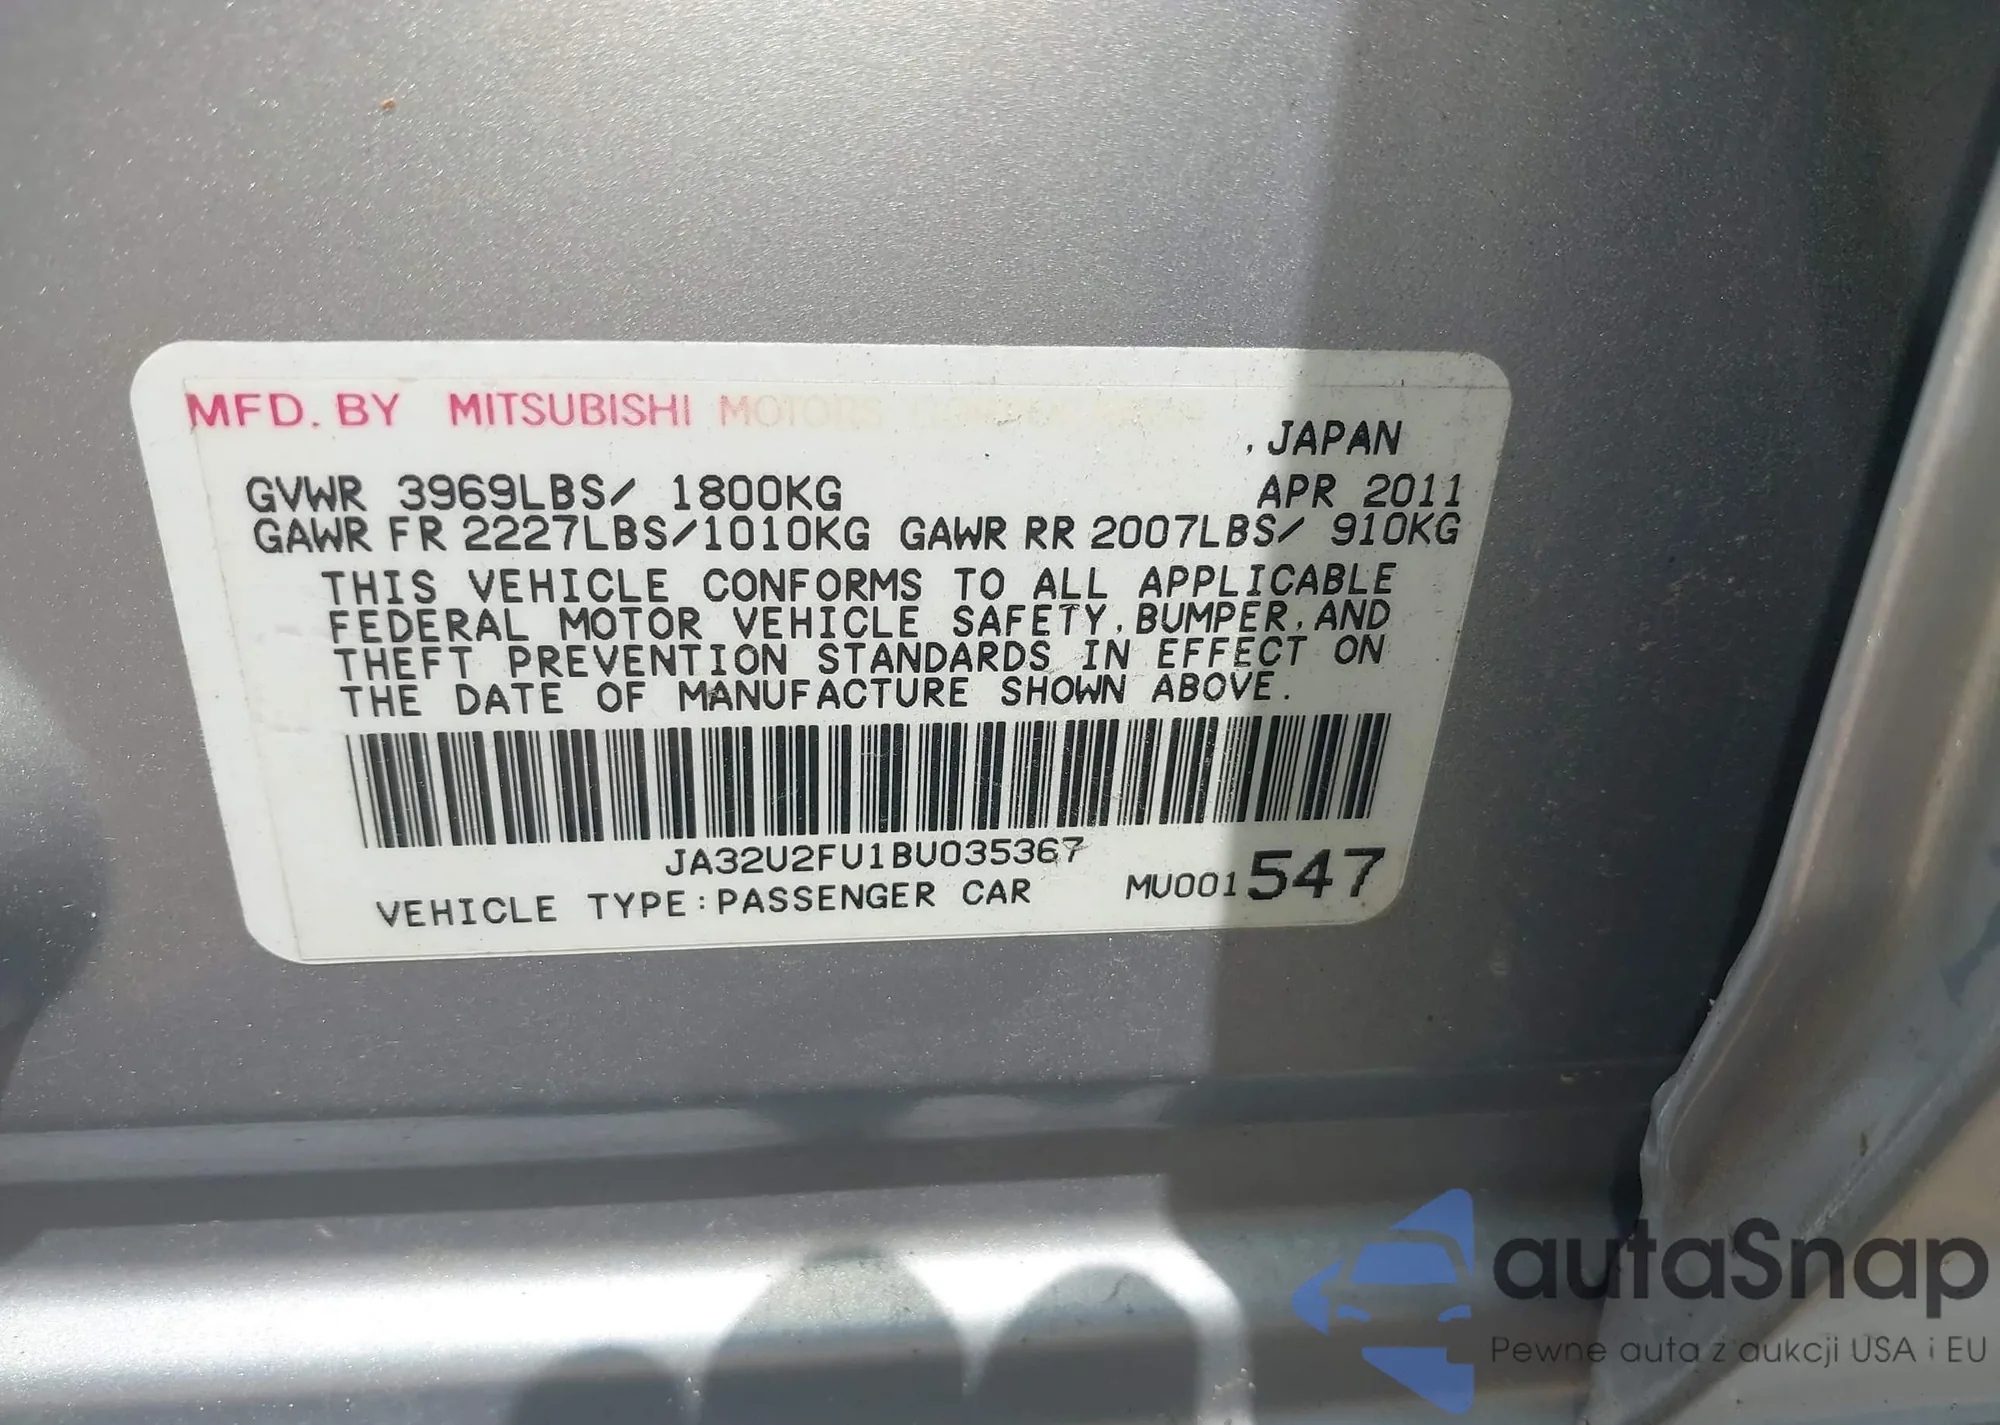 MFD. BY MITSUBISHI MOTORS
, JAPAN
GVWR 3969LBS/ 1800KG APR 2011
GAWR FR 2227LBS/1010KG GAWR RR 2007LBS/ 910KG
THIS VEHICLE CONFORMS TO ALL APPLICABLE
FEDERAL MOTOR VEHICLE SAFETY, BUMPER, AND
THEFT PREVENTION STANDARDS IN EFFECT ON
THE DATE OF MANUFACTURE SHOWN ABOVE.
JA32U2FU1BU035367
VEHICLE TYPE: PASSENGER CAR MU001547
autoSnap
Pewne auta z aukcji USA i EU